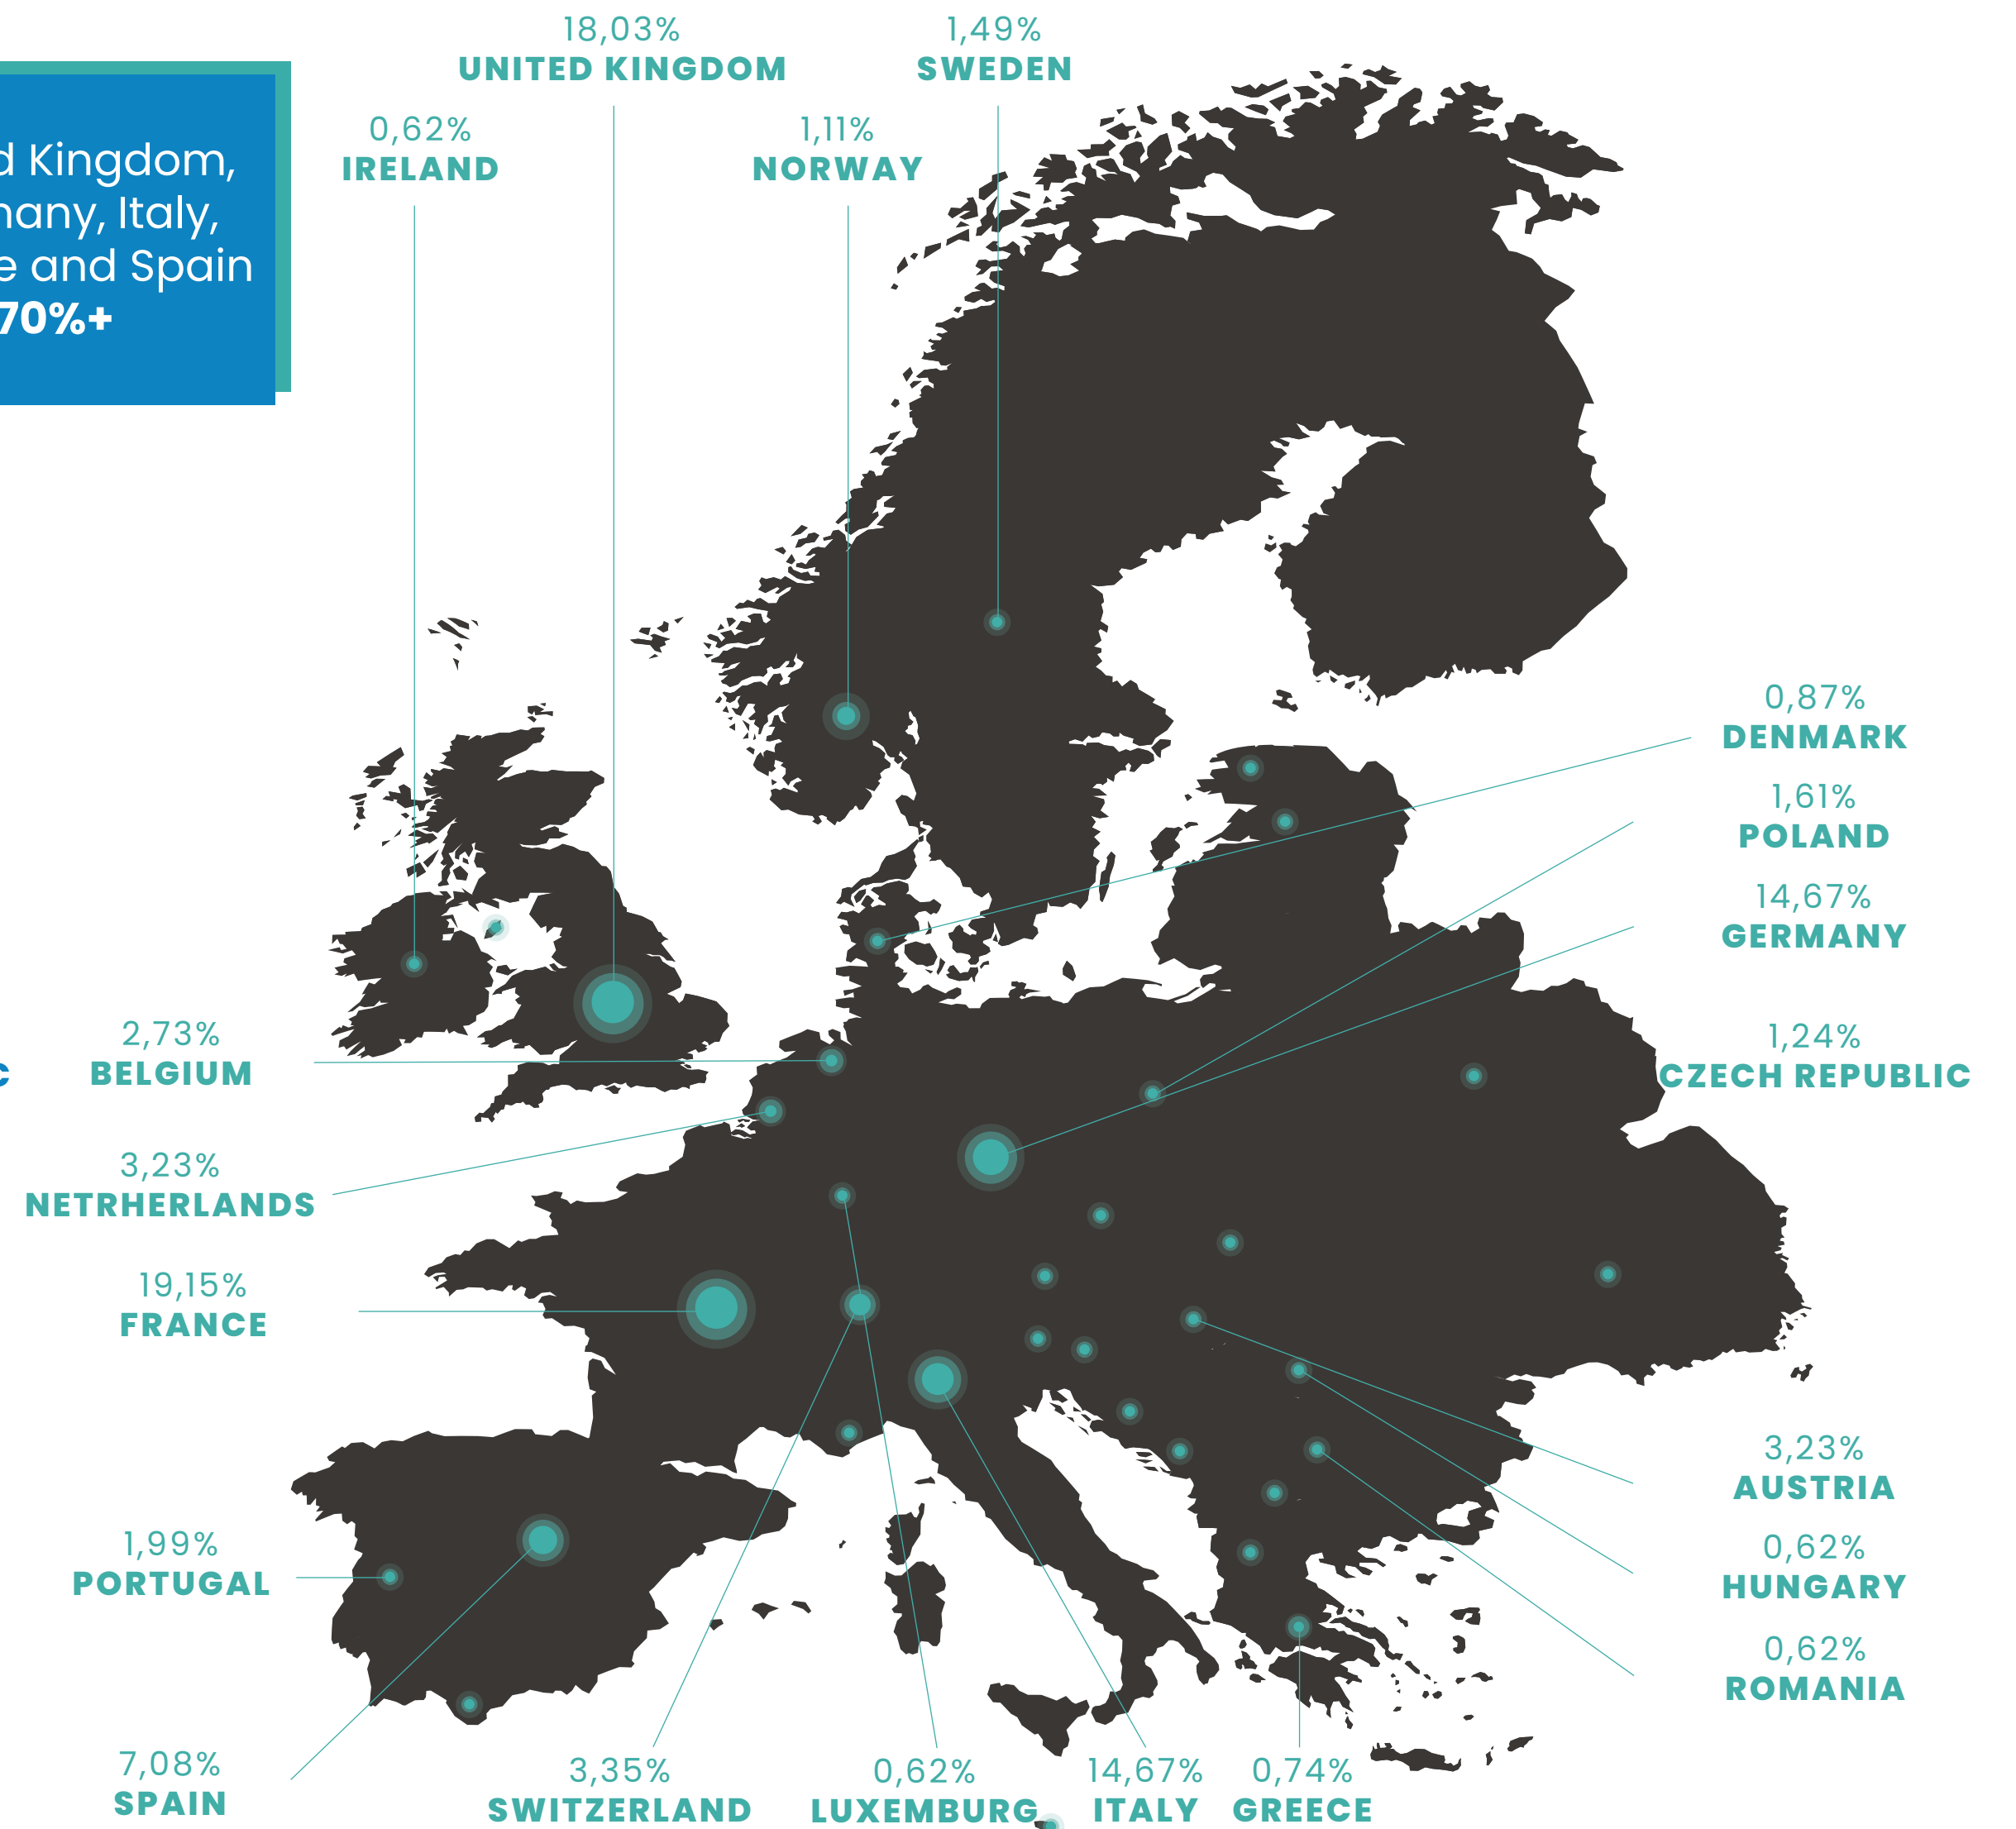 18,03%
UNITED KINGDOM
1,49%
SWEDEN
0,62%
IRELAND
1,11%
NORWAY
d Kingdom,
any, Italy,
e and Spain
70%+
0,87%
DENMARK
1,61%
POLAND
14,67%
GERMANY
1,24%
CZECH REPUBLIC
2,73%
BELGIUM
3,23%
NETRHERLANDS
19,15%
FRANCE
1,99%
PORTUGAL
7,08%
SPAIN
3,23%
AUSTRIA
0,62%
HUNGARY
0,62%
ROMANIA
3,35%
SWITZERLAND
0,62%
LUXEMBURG
14,67%
ITALY
0,74%
GREECE